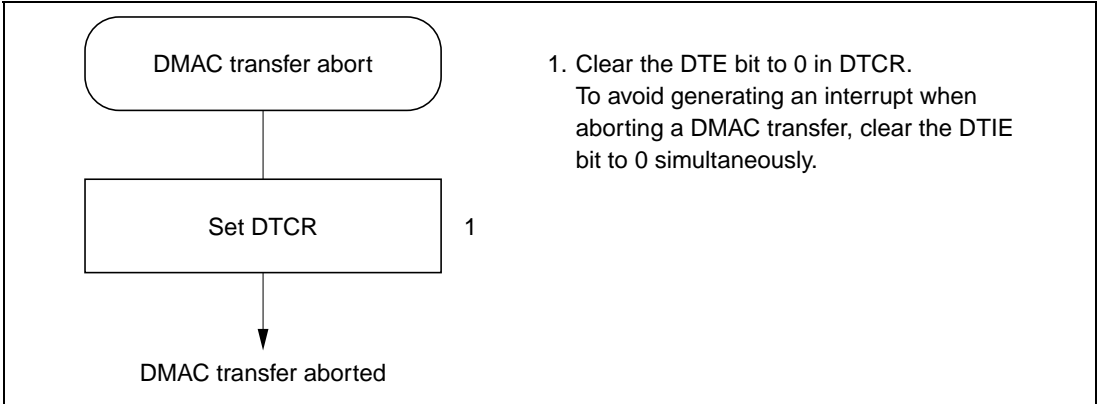 DMAC transfer abort
Set DTCR
1
DMAC transfer aborted
1. Clear the DTE bit to 0 in DTCR.
To avoid generating an interrupt when
aborting a DMAC transfer, clear the DTIE
bit to 0 simultaneously.